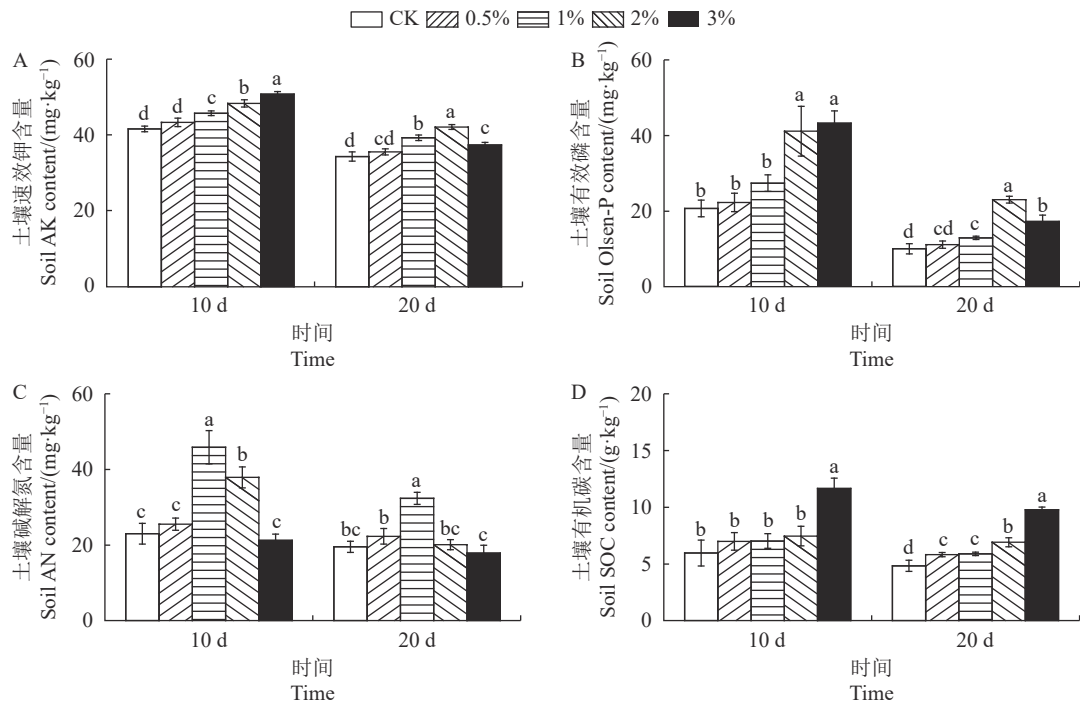 CK 0.5% 1% 2% 3%
A
土壤速效钾含量
Soil AK content/(mg·kg⁻¹)
60
40
20
0
d d c b a
d cd b a c
10 d 20 d
时间
Time
B
土壤有效磷含量
Soil Olsen-P content/(mg·kg⁻¹)
60
40
20
0
b b b a a
d cd c a b
10 d 20 d
时间
Time
C
土壤碱解氮含量
Soil AN content/(mg·kg⁻¹)
60
40
20
0
c c a b c
bc b a bc c
10 d 20 d
时间
Time
D
土壤有机碳含量
Soil SOC content/(g·kg⁻¹)
20
15
10
5
0
b b b b a
d c c b a
10 d 20 d
时间
Time